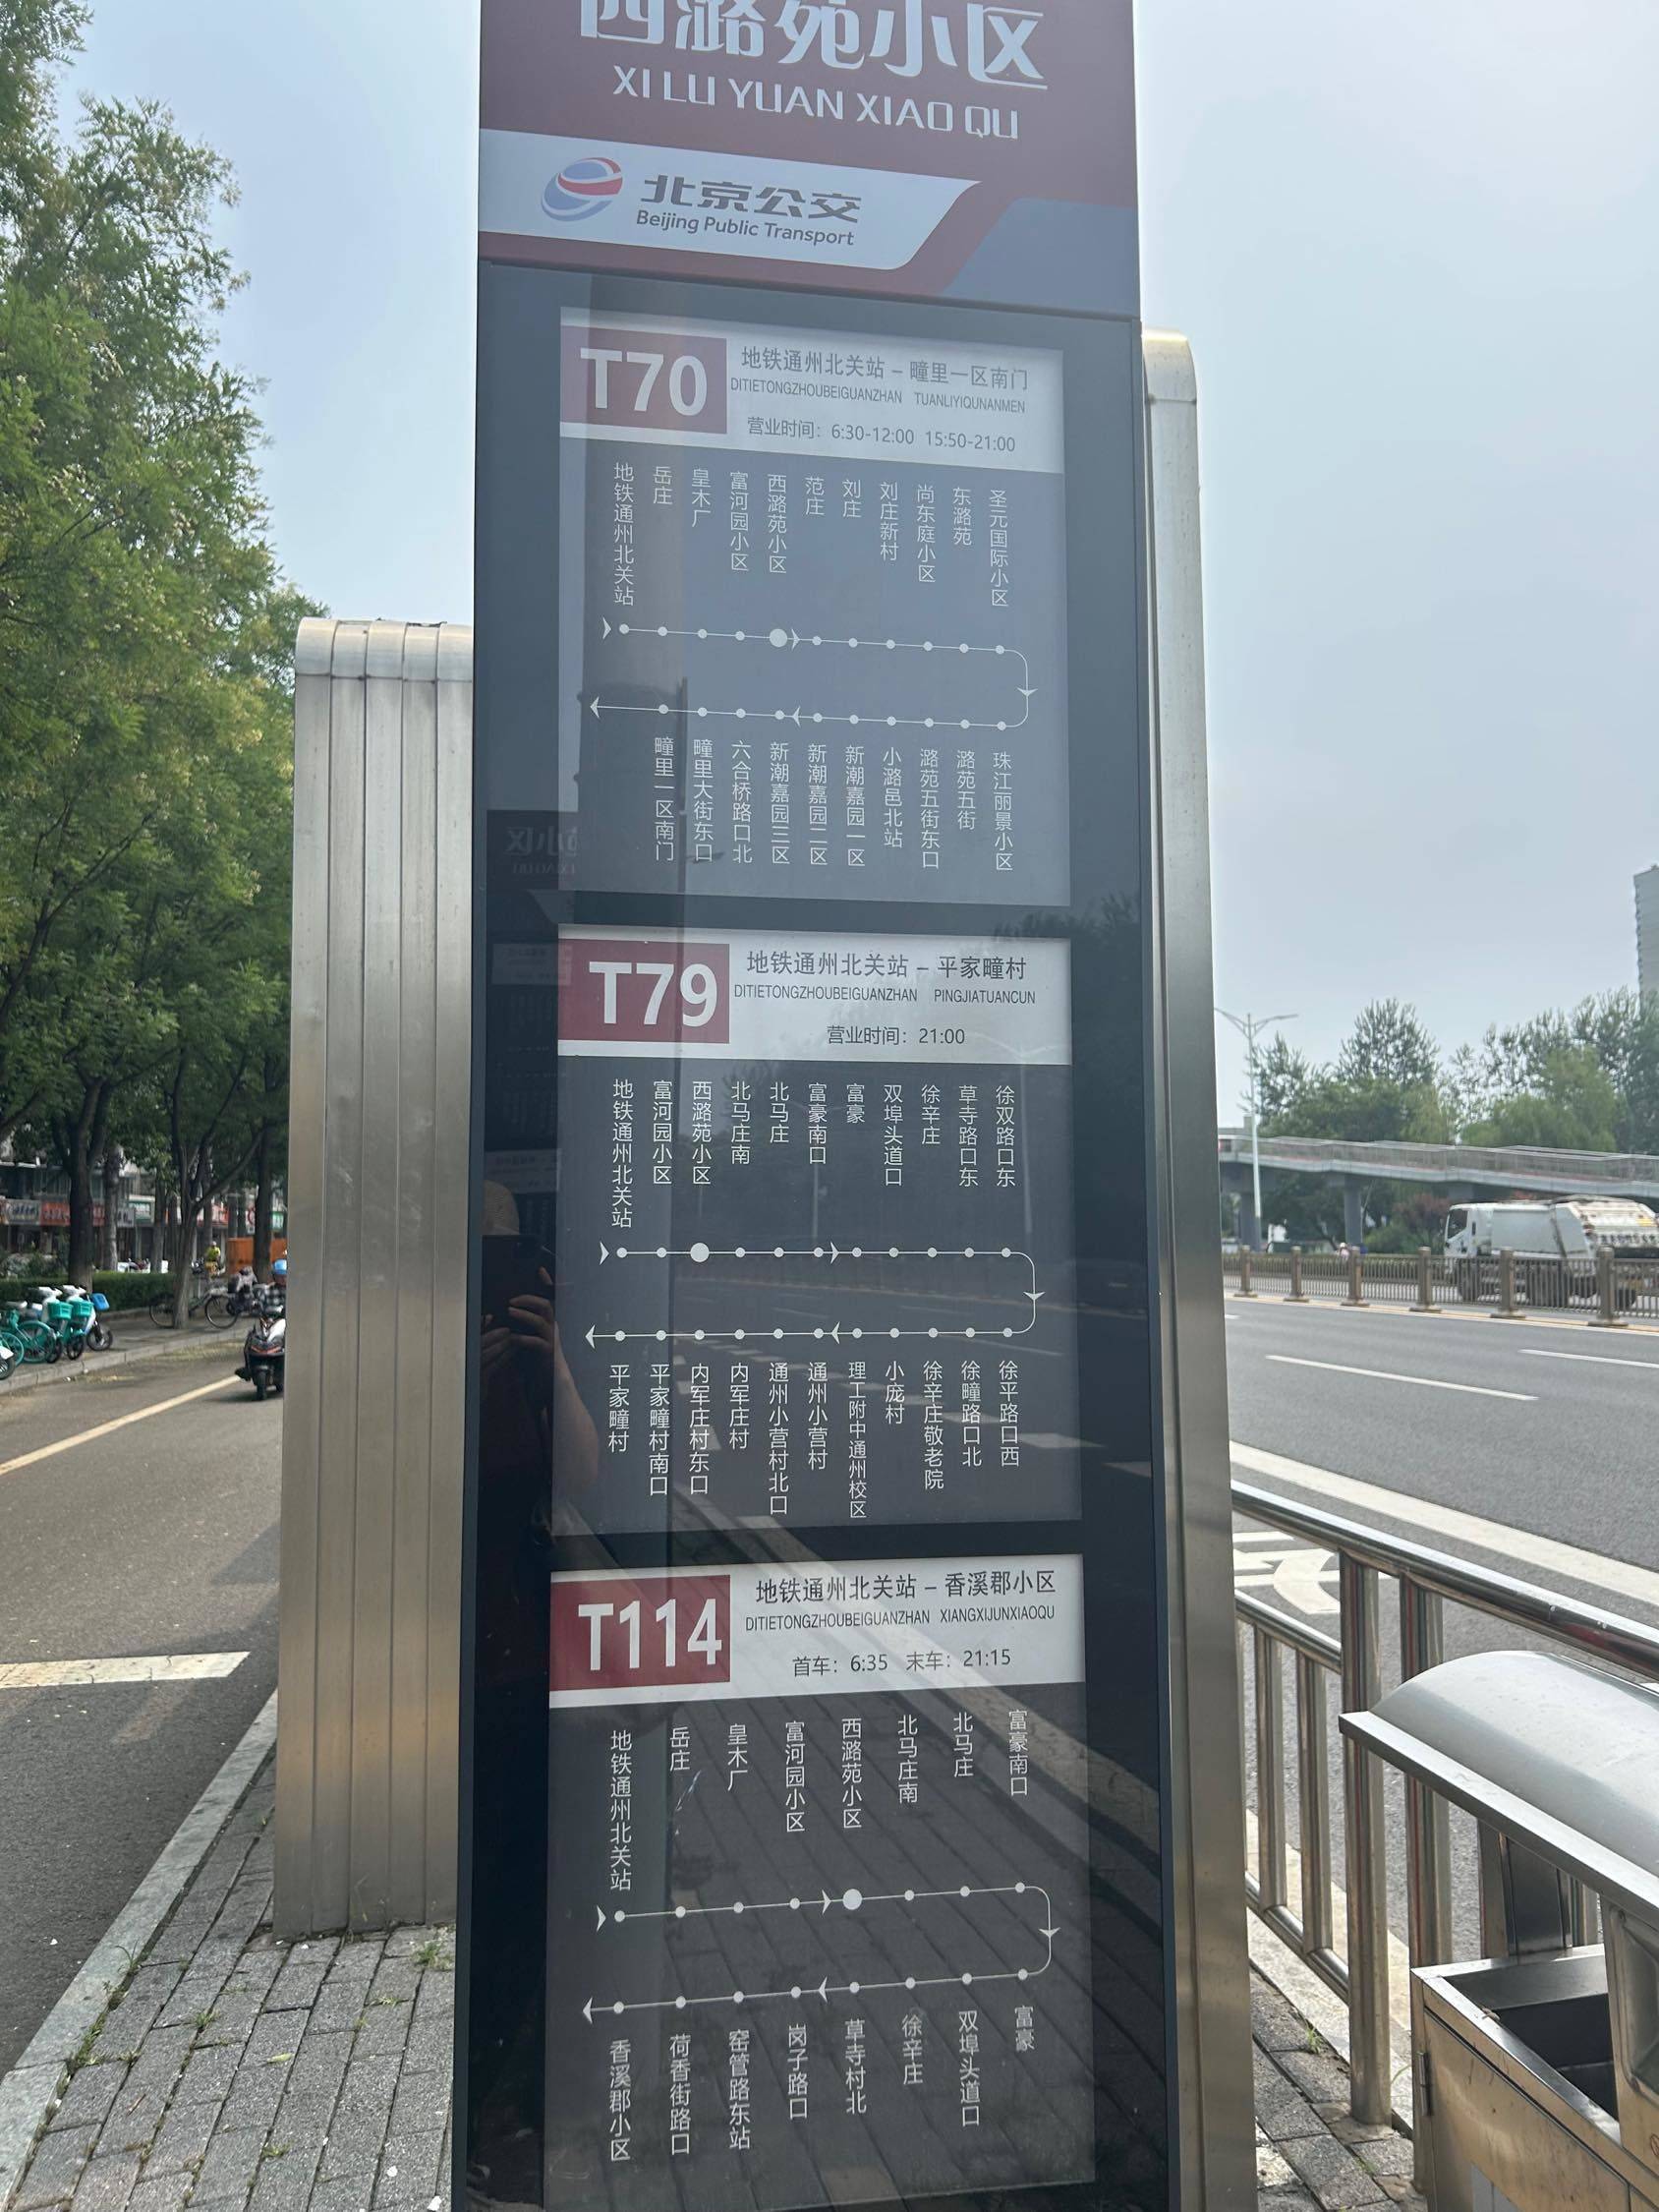 西潞苑小区
XI LU YUAN XIAO QU
北京公交
Beijing Public Transport
T70
地铁通州北关站 – 疃里一区南门
DITIETONGZHOUBEIGUANZHAN TUANLIYIQUNANMEN
营业时间：6:30-12:00 15:50-21:00
地铁通州北关站
岳庄
皇木厂
富河园小区
西潞苑小区
范庄
刘庄
刘庄新村
尚东庭小区
东潞苑
圣元国际小区
疃里一区南门
疃里大街东口
六合桥路口北
新潮嘉园三区
新潮嘉园二区
新潮嘉园一区
小潞邑北站
潞苑五街东口
潞苑五街
珠江丽景小区
T79
地铁通州北关站 – 平家疃村
DITIETONGZHOUBEIGUANZHAN PINGJIATUANCUN
营业时间：21:00
地铁通州北关站
富河园小区
西潞苑小区
北马庄南
北马庄
富豪南口
富豪
双埠头道口
徐辛庄
草寺路口东
徐双路口东
平家疃村
平家疃村南口
内军庄村东口
内军庄村
通州小营村北口
通州小营村
理工附中通州校区
小庞村
徐辛庄敬老院
徐疃路口北
徐平路口西
T114
地铁通州北关站 – 香溪郡小区
DITIETONGZHOUBEIGUANZHAN XIANGXIJUNXIAOQU
首车：6:35 末车：21:15
地铁通州北关站
岳庄
皇木厂
富河园小区
西潞苑小区
北马庄南
北马庄
富豪南口
香溪郡小区
荷香街路口
窑管路东站
岗子路口
草寺村北
徐辛庄
双埠头道口
富豪